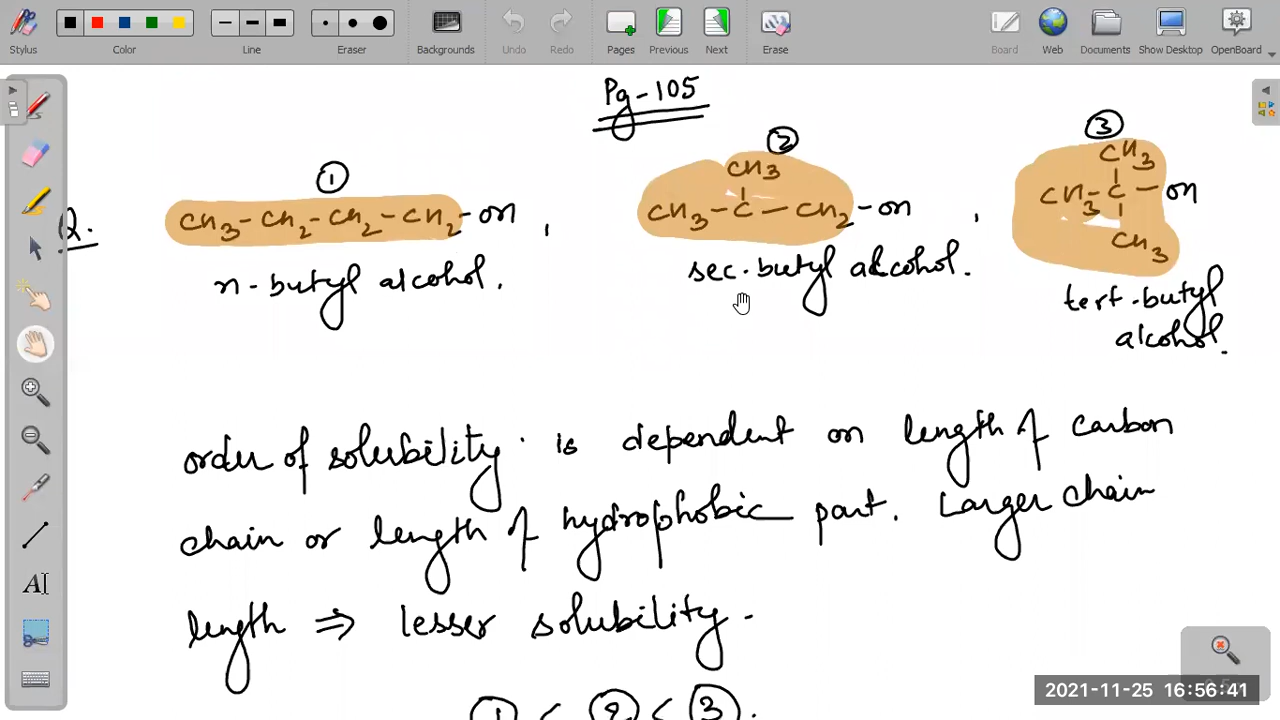 Stylus Color Line Eraser Backgrounds Undo Redo Pages Previous Next Erase Board Web Documents Show Desktop OpenBoard
Pg-105
① ② ③
Q. CH3-CH2-CH2-CH2-OH, CH3-C-CH2-OH, CH3-C-OH
CH3 CH3
CH3
n-butyl alcohol. sec-butyl alcohol. tert-butyl
alcohol.
order of solubility is dependent on length of carbon
chain or length of hydrophobic part. Larger chain
length ⇒ lesser solubility.
① < ② < ③.
2021-11-25 16:56:41